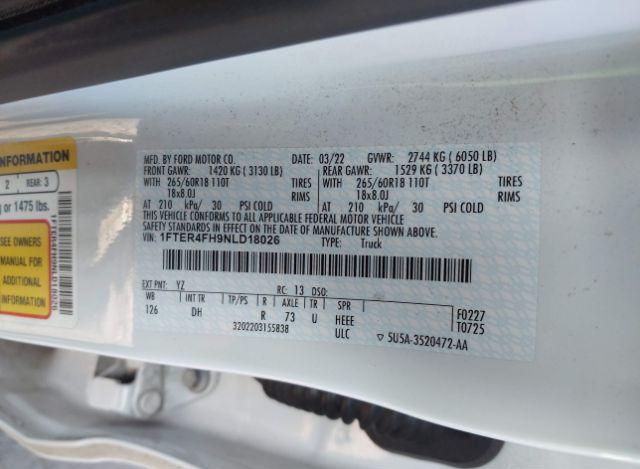 INFORMATION
2 REAR: 3
g or 1475 lbs.
SEE OWNERS
MANUAL FOR
ADDITIONAL
INFORMATION
1FTER4FH9NLD18026
MFG. BY FORD MOTOR CO.
DATE: 03/22 GVWR: 2744 KG ( 6050 LB)
FRONT GAWR: 1420 KG ( 3130 LB) REAR GAWR: 1529 KG ( 3370 LB)
WITH 265/60R18 110T TIRES WITH 265/60R18 110T TIRES
18x8.0J RIMS 18x8.0J RIMS
AT 210 kPa/ 30 PSI COLD AT 210 kPa/ 30 PSI COLD
THIS VEHICLE CONFORMS TO ALL APPLICABLE FEDERAL MOTOR VEHICLE
SAFETY STANDARDS IN EFFECT ON THE DATE OF MANUFACTURE SHOWN ABOVE.
VIN: 1FTER4FH9NLD18026 TYPE: Truck
EXT PNT: YZ RC: 13 DSO:
WB INT TR TP/PS R AXLE TR SPR F0227
126 DH R 73 U HEEE T0725
3202203155838 ULC ▽ 5U5A-3520472-AA